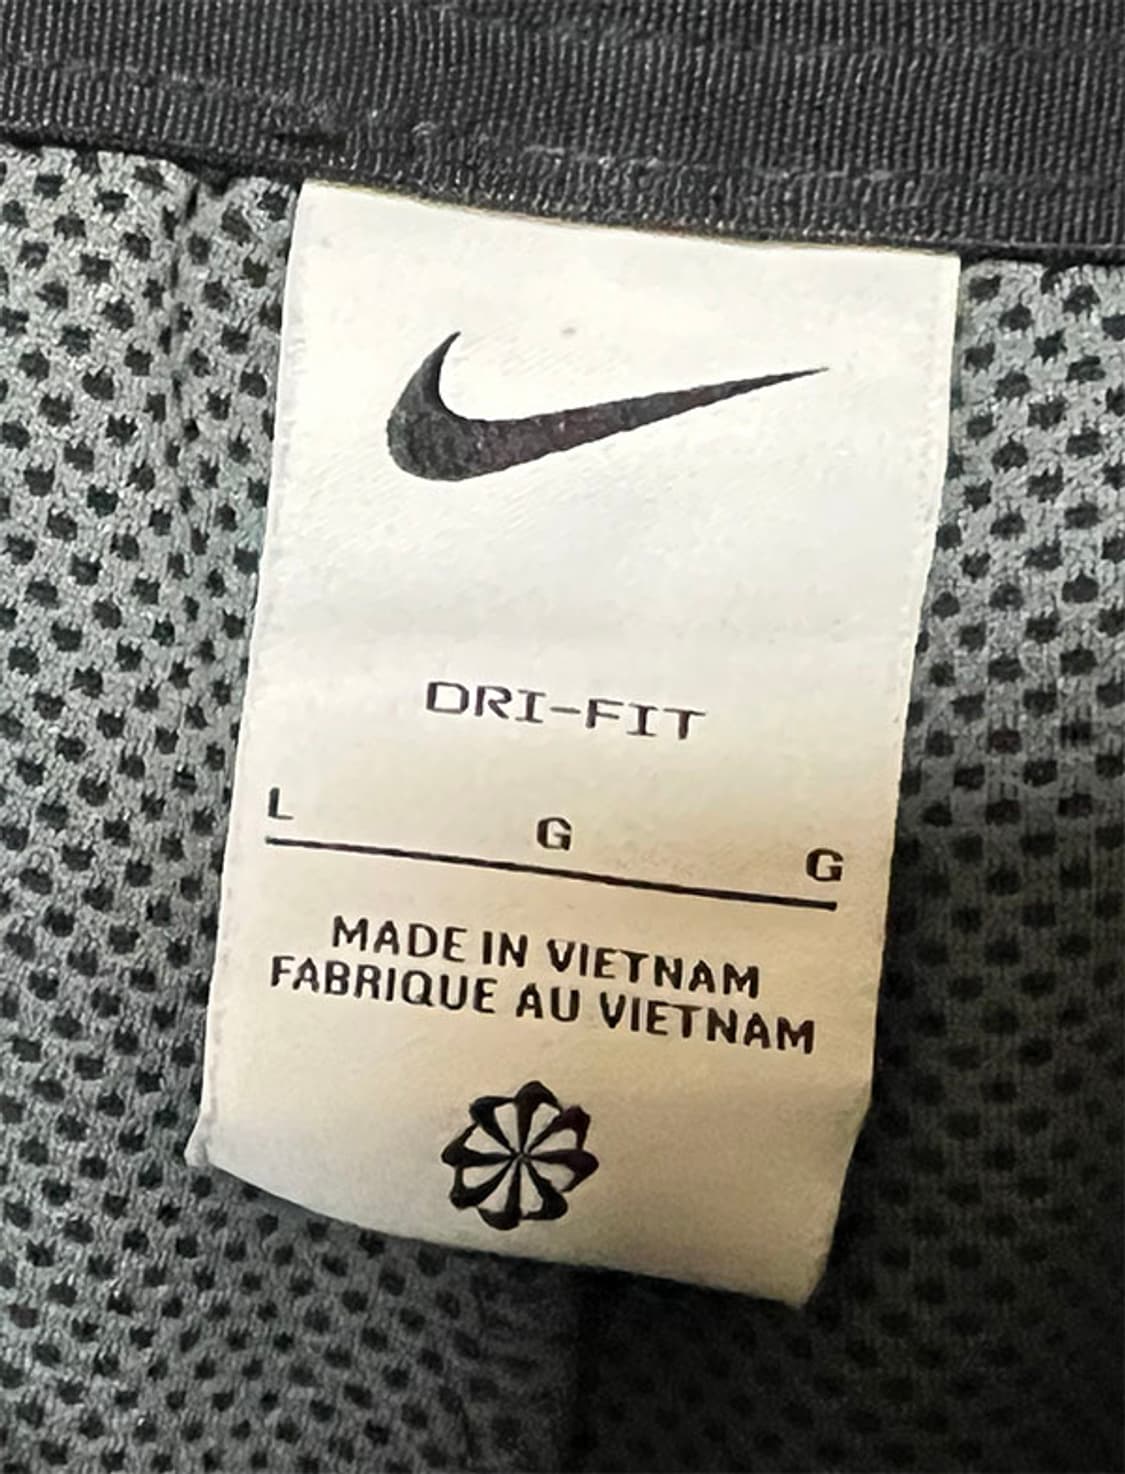 DRI-FIT
L G G
MADE IN VIETNAM
FABRIQUE AU VIETNAM